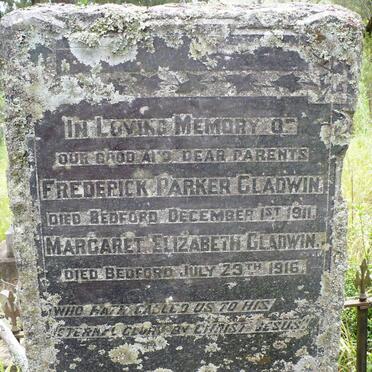 IN LOVING MEMORY OF
OUR GOOD AND DEAR PARENTS
FREDERICK PARKER GLADWIN.
DIED BEDFORD DECEMBER 1ST 1911.
MARGARET ELIZABETH GLADWIN.
DIED BEDFORD JULY 29TH 1916.
WHO HATH CALLED US TO HIS
ETERNAL GLORY BY CHRIST JESUS.